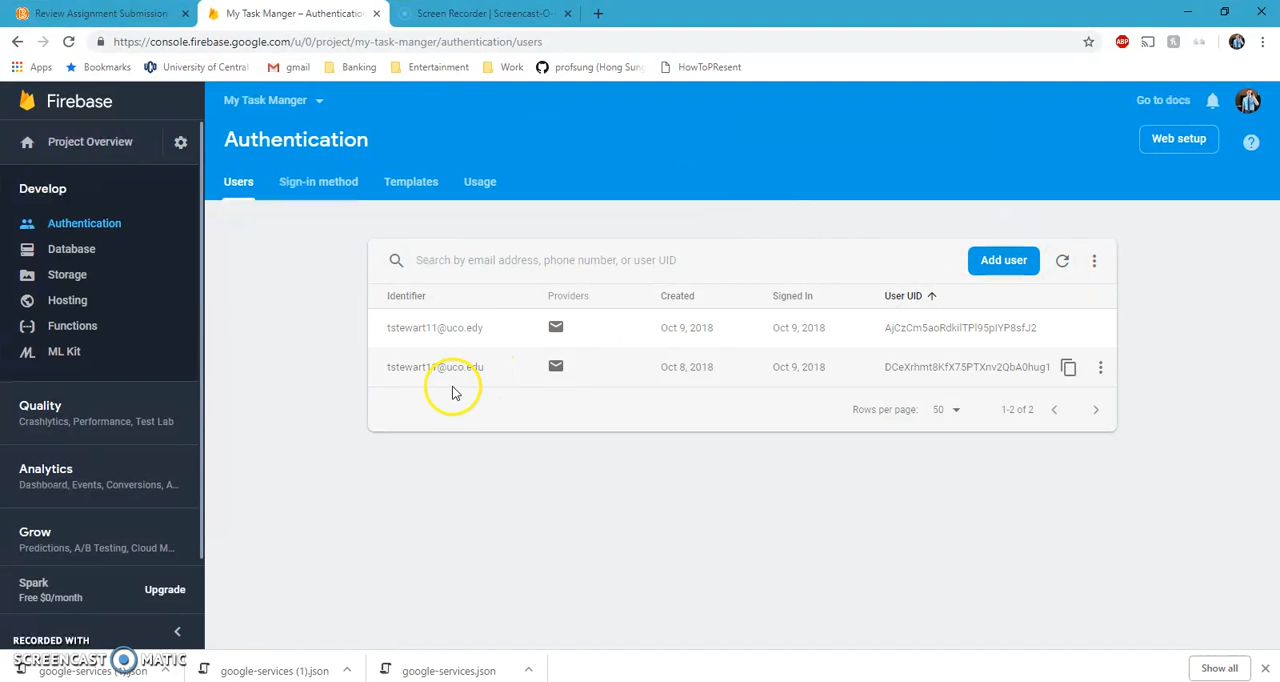 Review Assignment Submission
My Task Manger – Authentication
Screen Recorder | Screencast-O-
https://console.firebase.google.com/u/0/project/my-task-manger/authentication/users
ABP
Apps Bookmarks University of Central gmail Banking Entertainment Work profsung (Hong Sung HowToPResent
Firebase
My Task Manger
Go to docs
Project Overview
Authentication
Web setup
Users Sign-in method Templates Usage
Develop
Authentication
Database
Storage
Hosting
Functions
ML Kit
Search by email address, phone number, or user UID
Add user
Identifier Providers Created Signed In User UID
tstewart11@uco.edy Oct 9, 2018 Oct 9, 2018 AjCzCm5aoRdkilTPl95pIYP8sfJ2
tstewart11@uco.edu Oct 8, 2018 Oct 9, 2018 DCeXrhmt8KfX75PTXnv2QbA0hug1
Rows per page: 50 1-2 of 2
Quality
Crashlytics, Performance, Test Lab
Analytics
Dashboard, Events, Conversions, A...
Grow
Predictions, A/B Testing, Cloud M...
Spark
Free $0/month
Upgrade
RECORDED WITH
SCREENCAST MATIC
google-services (1).json google-services (1).json google-services.json Show all